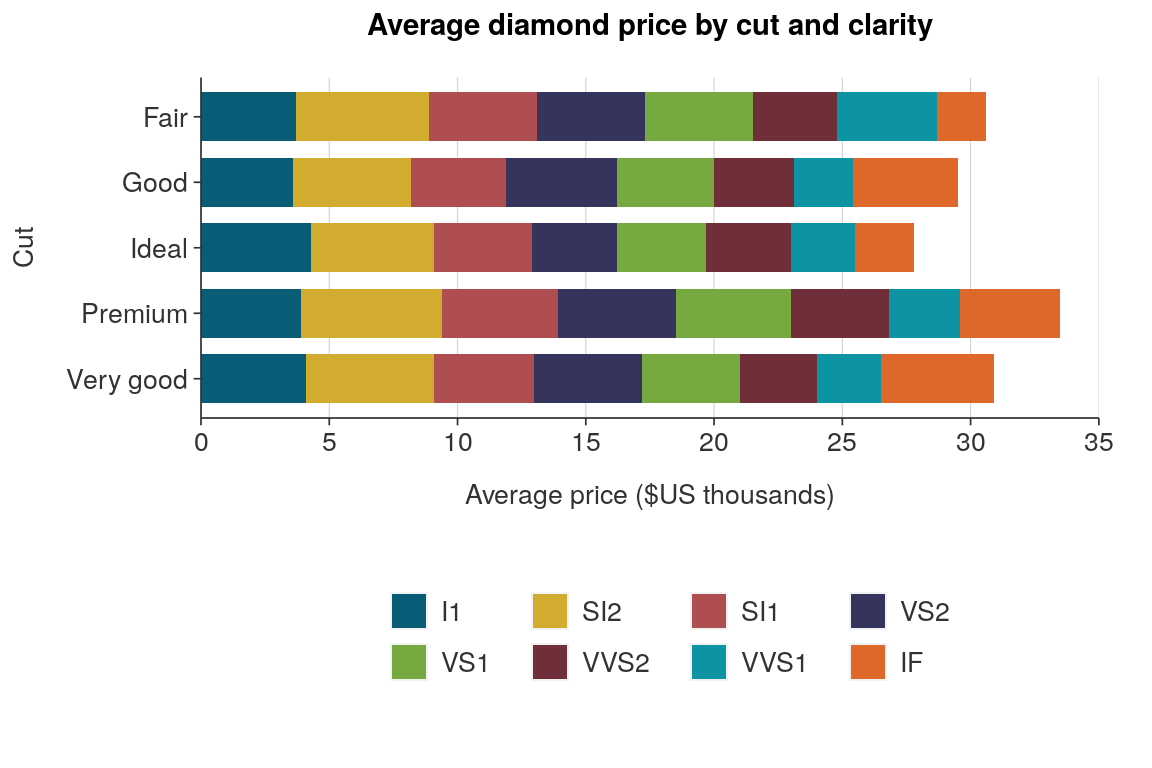 Average diamond price by cut and clarity
Cut
Fair
Good
Ideal
Premium
Very good
0 5 10 15 20 25 30 35
Average price ($US thousands)
I1 SI2 SI1 VS2
VS1 VVS2 VVS1 IF